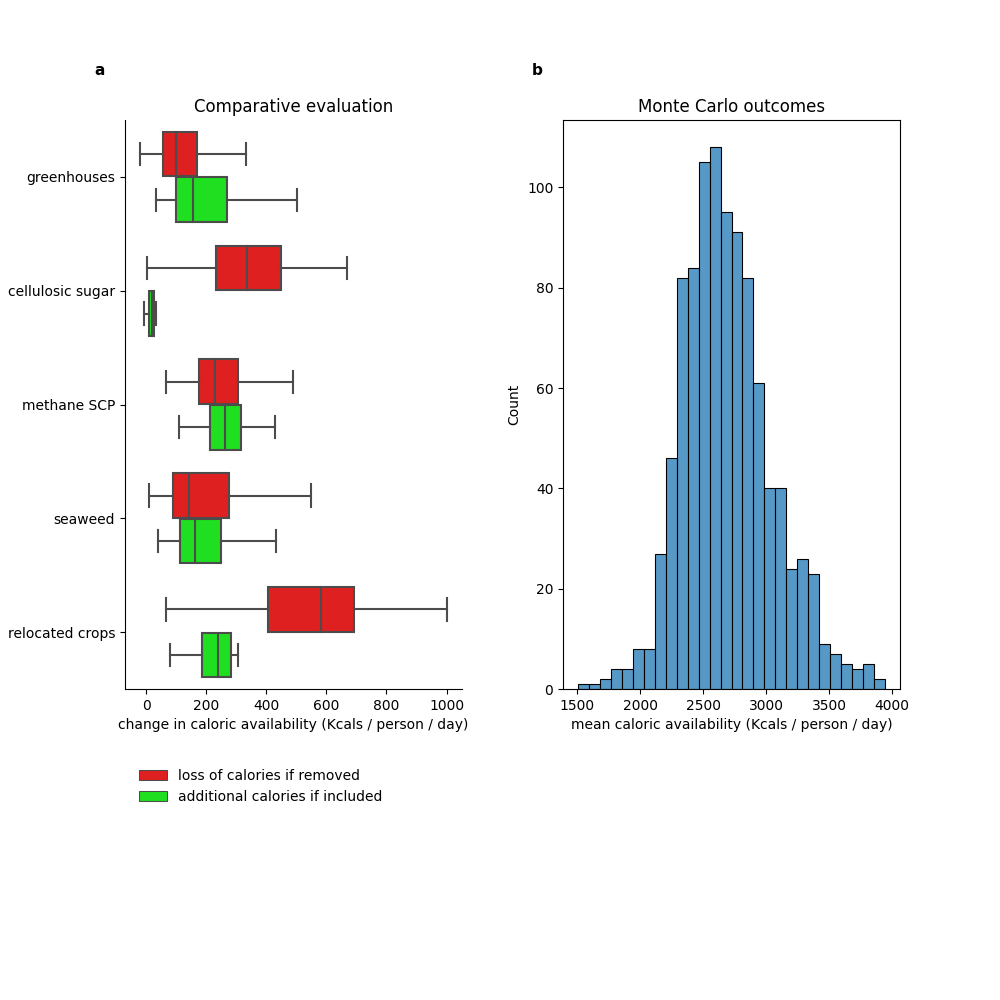 a
Comparative evaluation
greenhouses
cellulosic sugar
methane SCP
seaweed
relocated crops
0 200 400 600 800 1000
change in caloric availability (Kcals / person / day)
loss of calories if removed
additional calories if included
b
Monte Carlo outcomes
Count
100
80
60
40
20
0
1500 2000 2500 3000 3500 4000
mean caloric availability (Kcals / person / day)